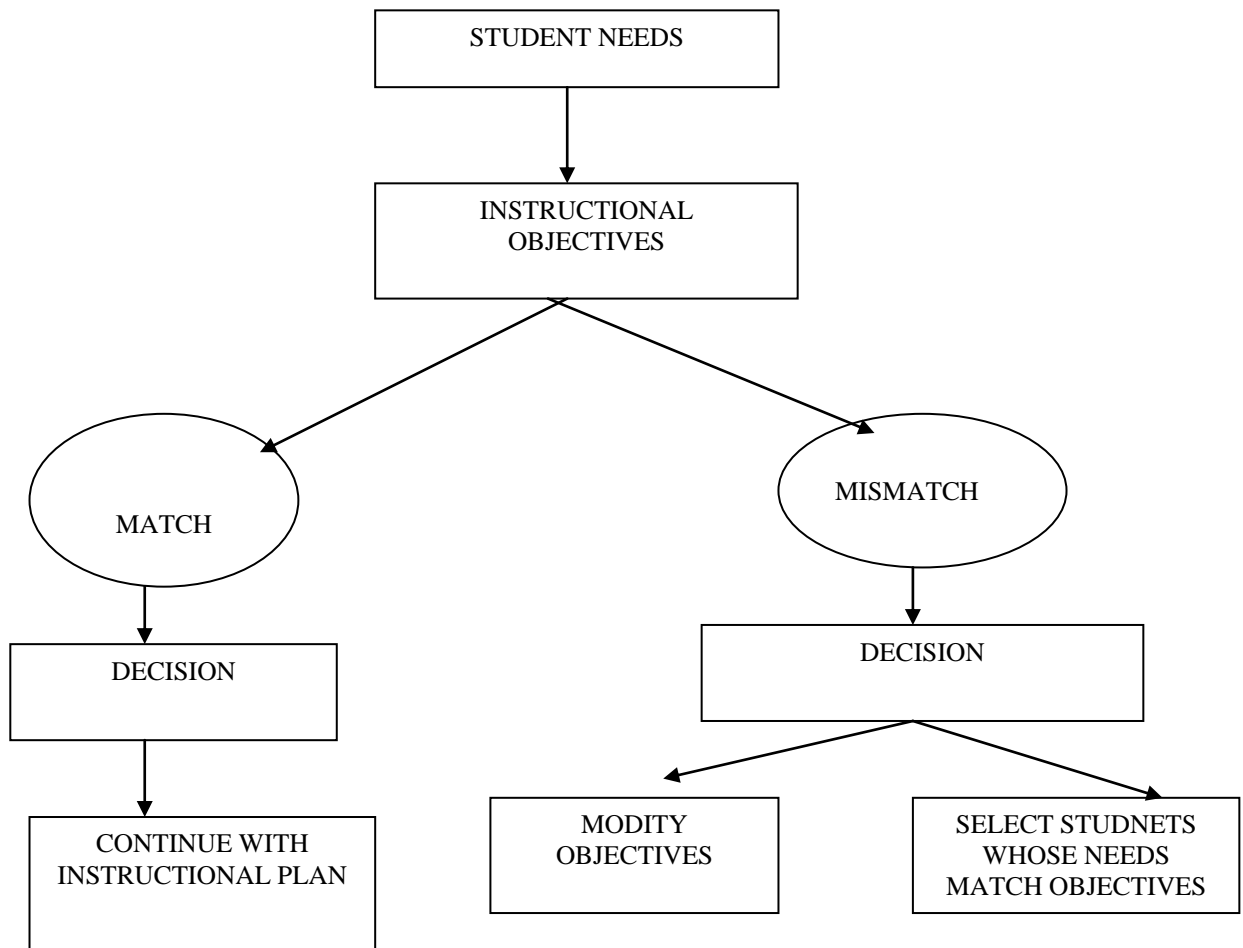 STUDENT NEEDS
INSTRUCTIONAL
OBJECTIVES
MATCH
MISMATCH
DECISION
DECISION
CONTINUE WITH
INSTRUCTIONAL PLAN
MODITY
OBJECTIVES
SELECT STUDNETS
WHOSE NEEDS
MATCH OBJECTIVES